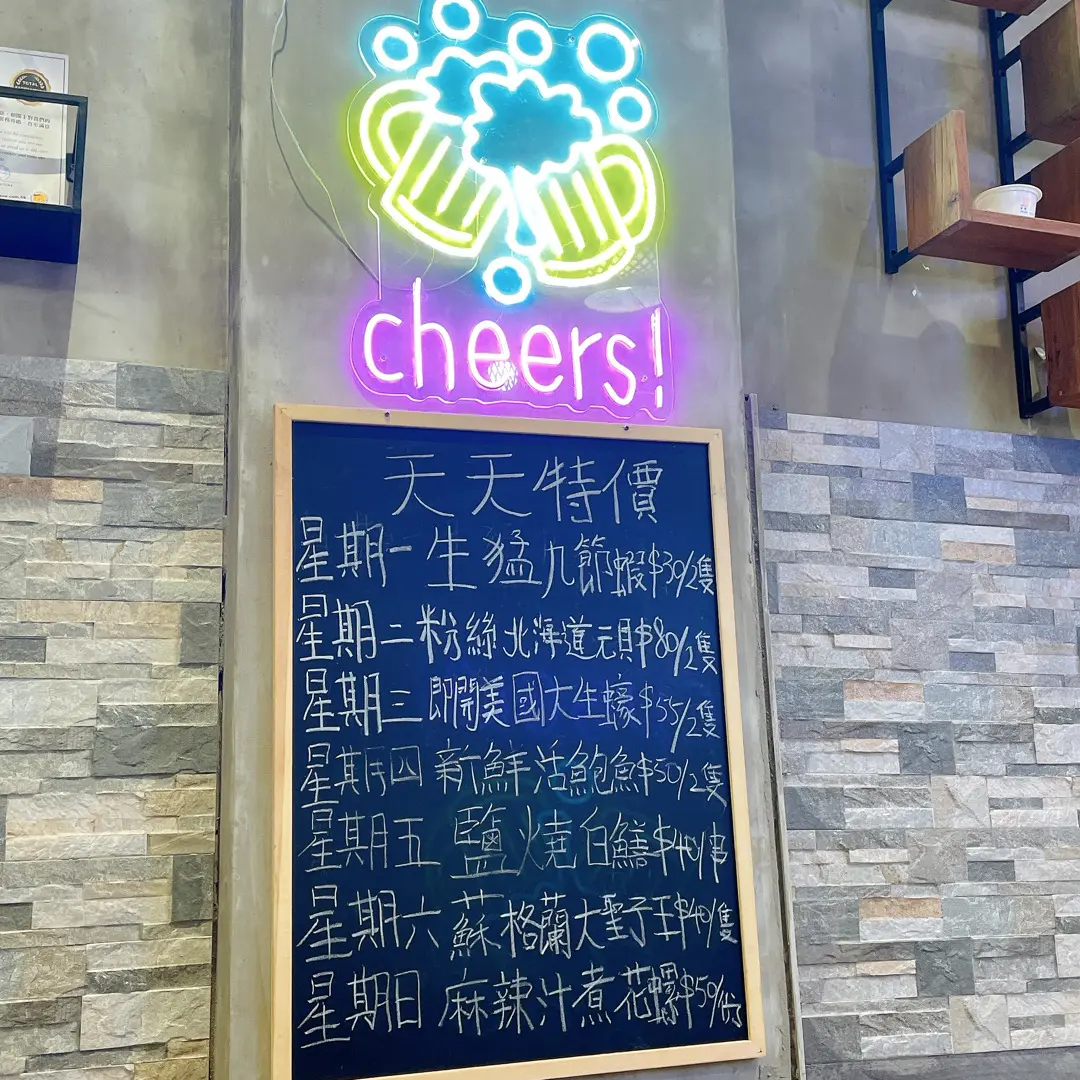 cheers!
天天特價
星期一生猛九節蝦$30/2隻
星期二粉絲北海道元貝$80/2隻
星期三即開美國大生蠔$55/2隻
星期四新鮮活鮑魚$50/2隻
星期五鹽燒白鱔$40/串
星期六蘇格蘭大聖子王$40/隻
星期日麻辣汁煮花螺$50/份